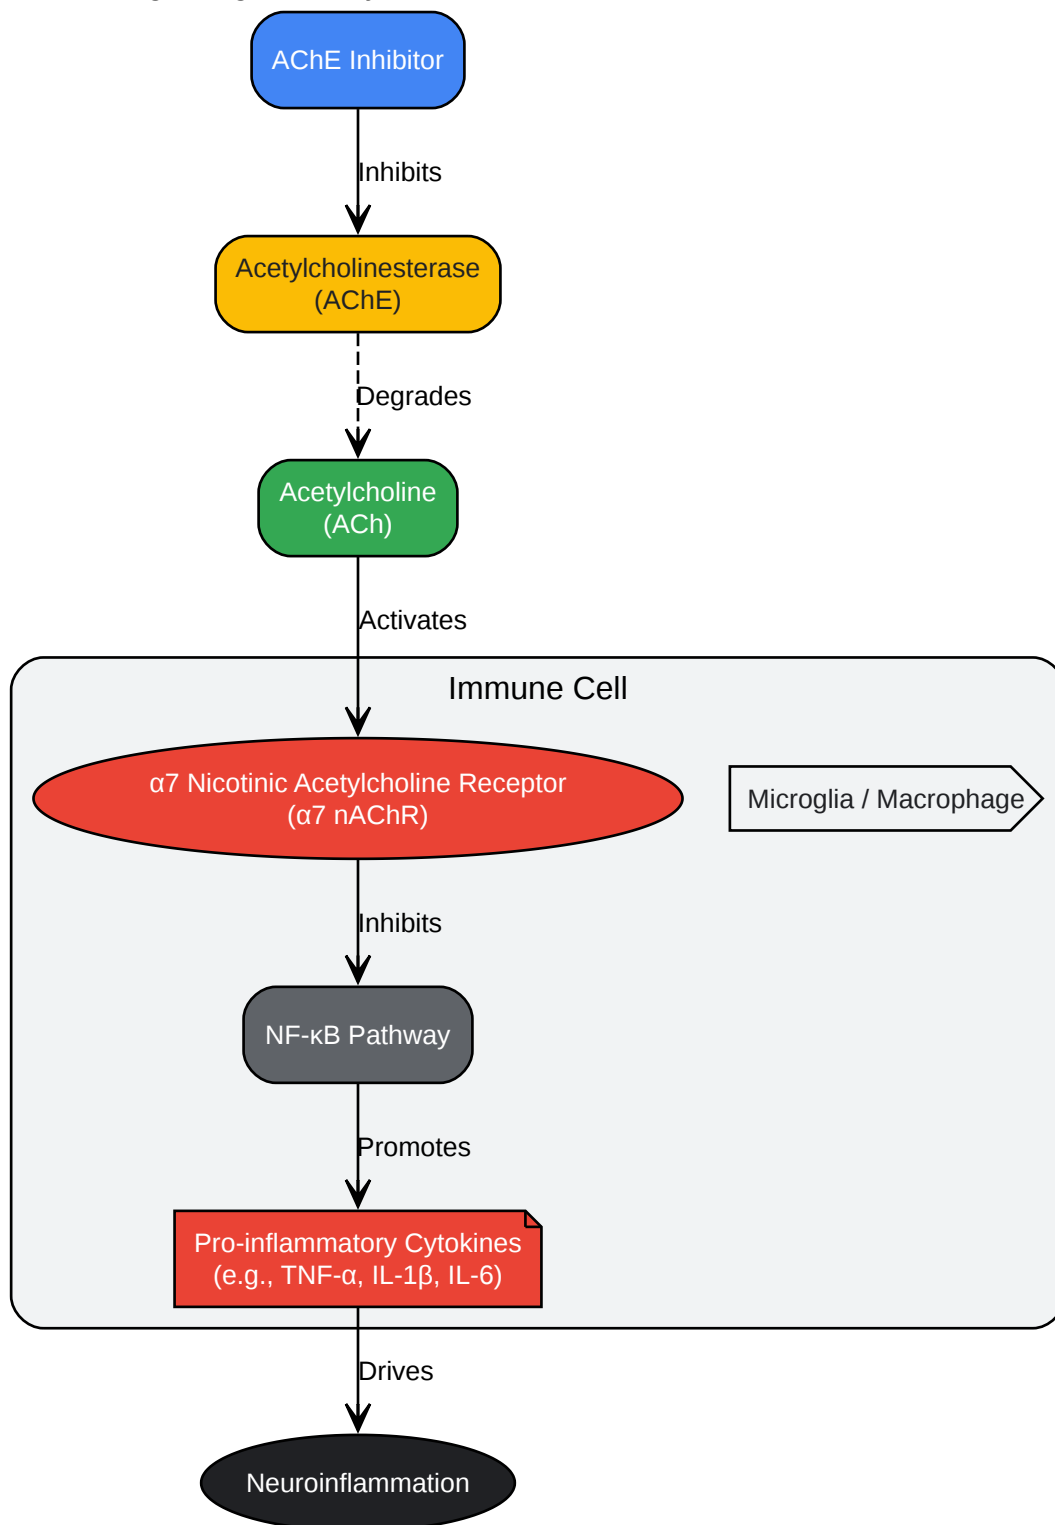 AChE Inhibitor
Inhibits
Acetylcholinesterase
(AChE)
Degrades
Acetylcholine
(ACh)
Activates
Immune Cell
α7 Nicotinic Acetylcholine Receptor
(α7 nAChR)
Microglia / Macrophage
Inhibits
NF-κB Pathway
Promotes
Pro-inflammatory Cytokines
(e.g., TNF-α, IL-1β, IL-6)
Drives
Neuroinflammation